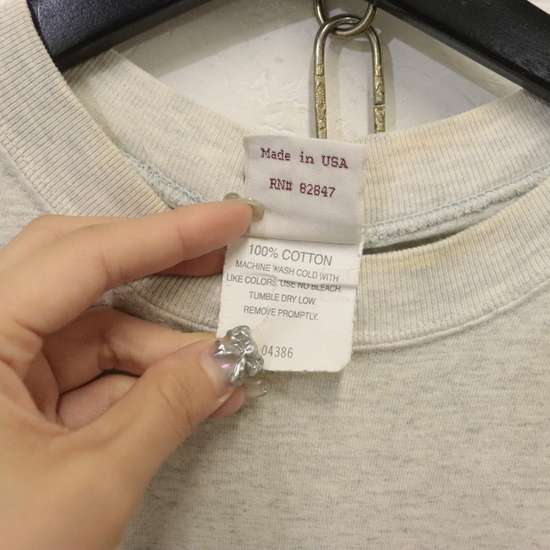 Made in USA
RN# 82847
100% COTTON
MACHINE WASH COLD WITH
LIKE COLORS, USE NO BLEACH,
TUMBLE DRY LOW.
REMOVE PROMPTLY.
04386